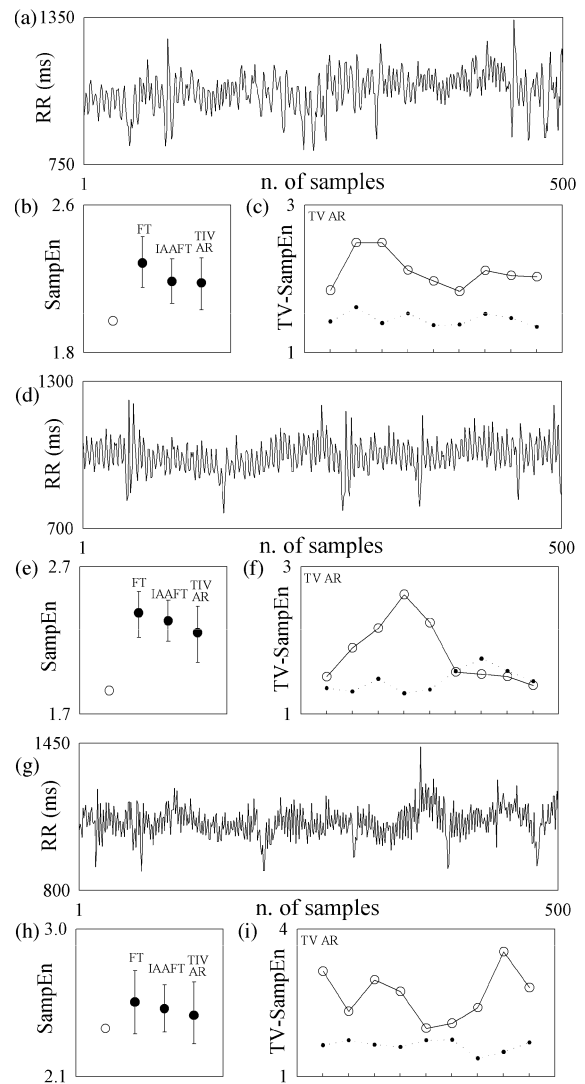 (a) 1350
RR (ms)
750
1 n. of samples 500
(b) 2.6 (c) 3
FT IAAFT TIV AR TV AR
SampEn TV-SampEn
1.8 1
(d) 1300
RR (ms)
700
1 n. of samples 500
(e) 2.7 (f) 3
FT IAAFT TIV AR TV AR
SampEn TV-SampEn
1.7 1
(g) 1450
RR (ms)
800
1 n. of samples 500
(h) 3.0 (i) 4
FT IAAFT TIV AR TV AR
SampEn TV-SampEn
2.1 1